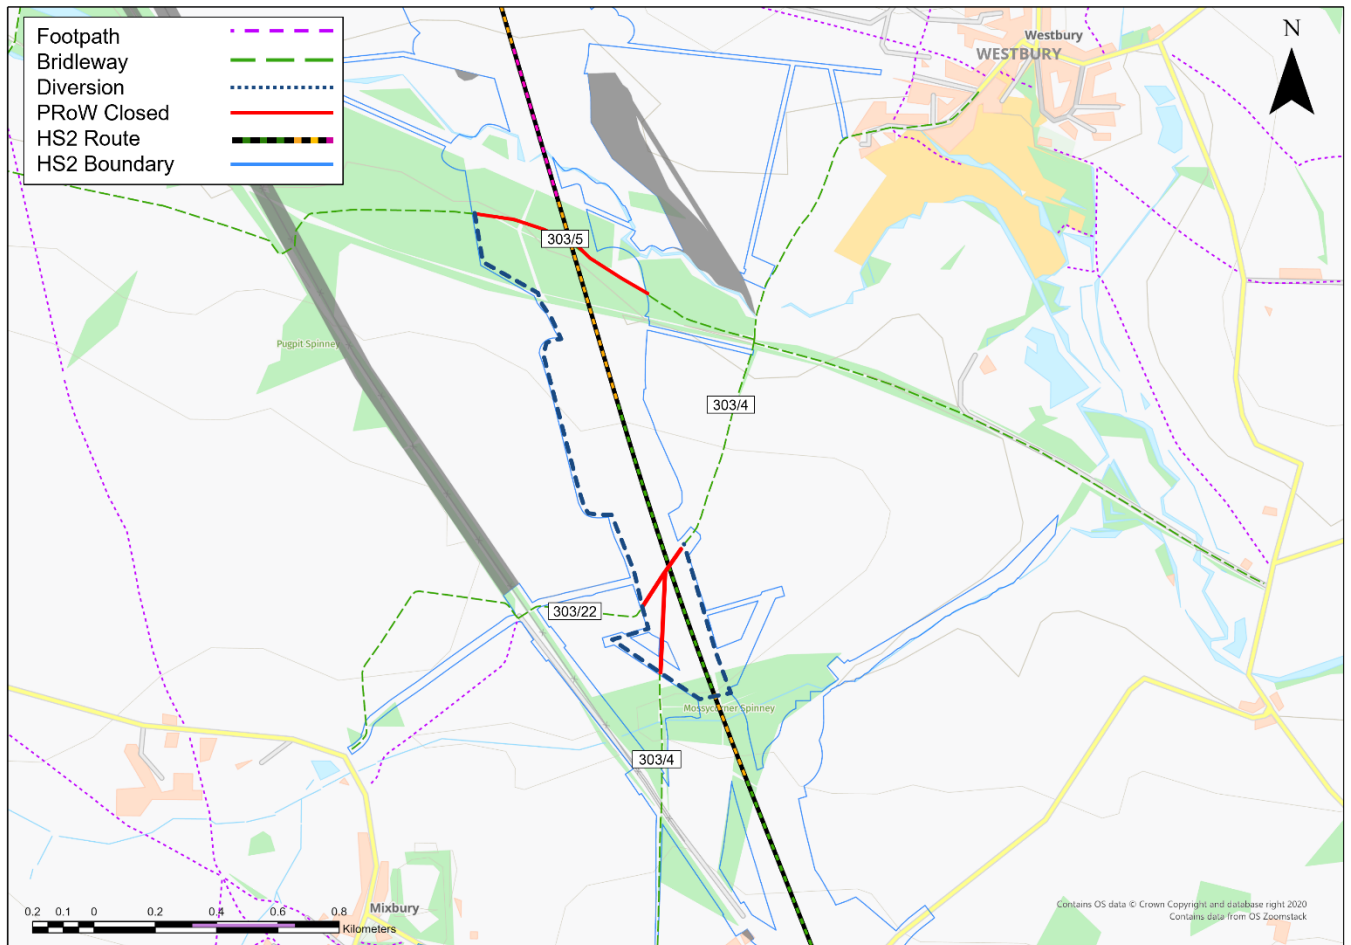 Footpath
Bridleway
Diversion
PRoW Closed
HS2 Route
HS2 Boundary
Westbury
WESTBURY
N
303/5
Pugpit Spinney
303/4
303/22
Mossycorner Spinney
303/4
Mixbury
0.2 0.1 0 0.2 0.4 0.6 0.8
Kilometers
Contains OS data © Crown Copyright and database right 2020
Contains data from OS Zoomstack